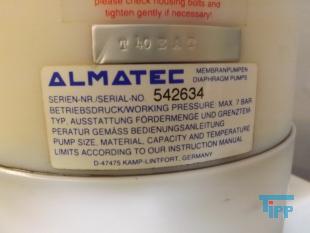 please check housing bolts and
tighten gently if necessary!
ALMATEC
MEMBRANPUMPEN
DIAPHRAGM PUMPS
SERIEN-NR./SERIAL-NO. 542634
BETRIEBSDRUCK/WORKING PRESSURE MAX. 7 BAR
TYP, AUSSTATTUNG FÖRDERMENGE UND GRENZTEM-
PERATUR GEMÄSS BEDIENUNGSANLEITUNG
PUMP SIZE, MATERIAL, CAPACITY AND TEMPERATURE
LIMITS ACCORDING TO OUR INSTRUCTION MANUAL
D-47475 KAMP-LINTFORT, GERMANY
TIPP